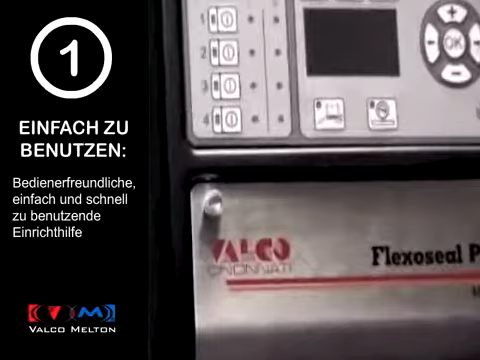 1
EINFACH ZU
BENUTZEN:
Bedienerfreundliche,
einfach und schnell
zu benutzende
Einrichthilfe
VM
VALCO MELTON
1
2
3
4
OK
VALCO
CINCINNATI
Flexoseal P